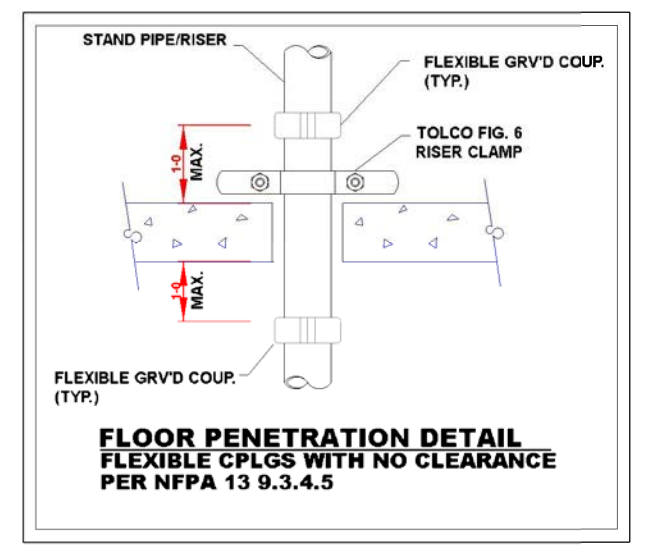 STAND PIPE/RISER
FLEXIBLE GRV'D COUP.
(TYP.)
TOLCO FIG. 6
RISER CLAMP
1-0
MAX.
1-0
MAX.
FLEXIBLE GRV'D COUP.
(TYP.)
FLOOR PENETRATION DETAIL
FLEXIBLE CPLGS WITH NO CLEARANCE
PER NFPA 13 9.3.4.5